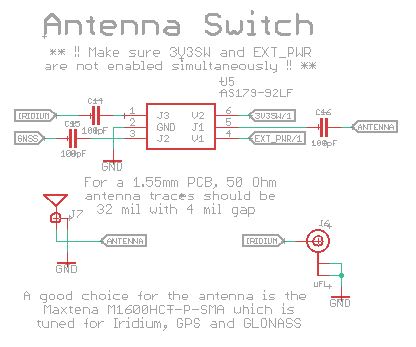 Antenna Switch
** !! Make sure 3V3SW and EXT_PWR
are not enabled simultaneously !! **
U5
AS179-92LF
IRIDIUM
C14
100pF
1
J3
V2
6
3V3SW/1
C16
100pF
ANTENNA
2
GND
J1
5
GNSS
C15
100pF
3
J2
V1
4
EXT_PWR/1
GND
For a 1.55mm PCB, 50 Ohm
antenna traces should be
32 mil with 4 mil gap
J7
ANTENNA
GND
IRIDIUM
J6
UFL
GND
A good choice for the antenna is the
Maxtena M1600HCT-P-SMA which is
tuned for Iridium, GPS and GLONASS